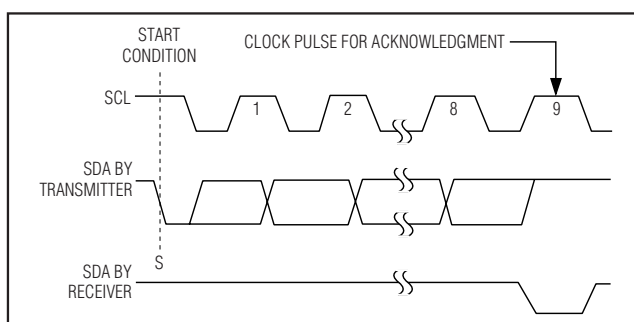 START
CONDITION
CLOCK PULSE FOR ACKNOWLEDGMENT
SCL
1
2
8
9
SDA BY
TRANSMITTER
S
SDA BY
RECEIVER